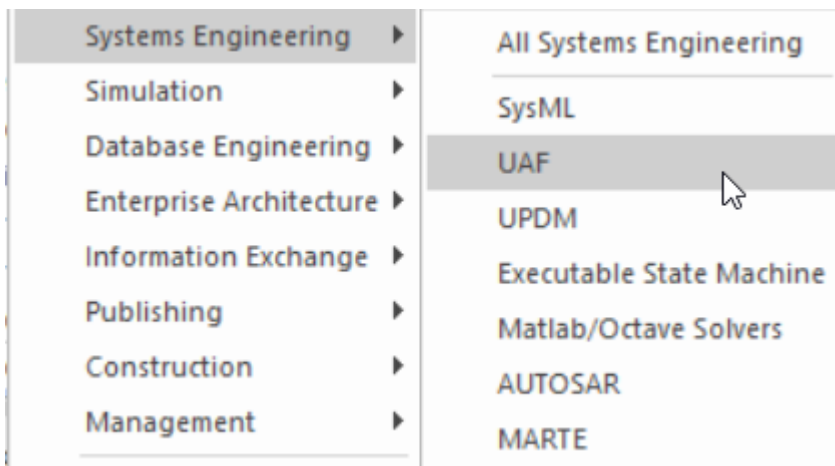 Systems Engineering
Simulation
Database Engineering
Enterprise Architecture
Information Exchange
Publishing
Construction
Management
All Systems Engineering
SysML
UAF
UPDM
Executable State Machine
Matlab/Octave Solvers
AUTOSAR
MARTE